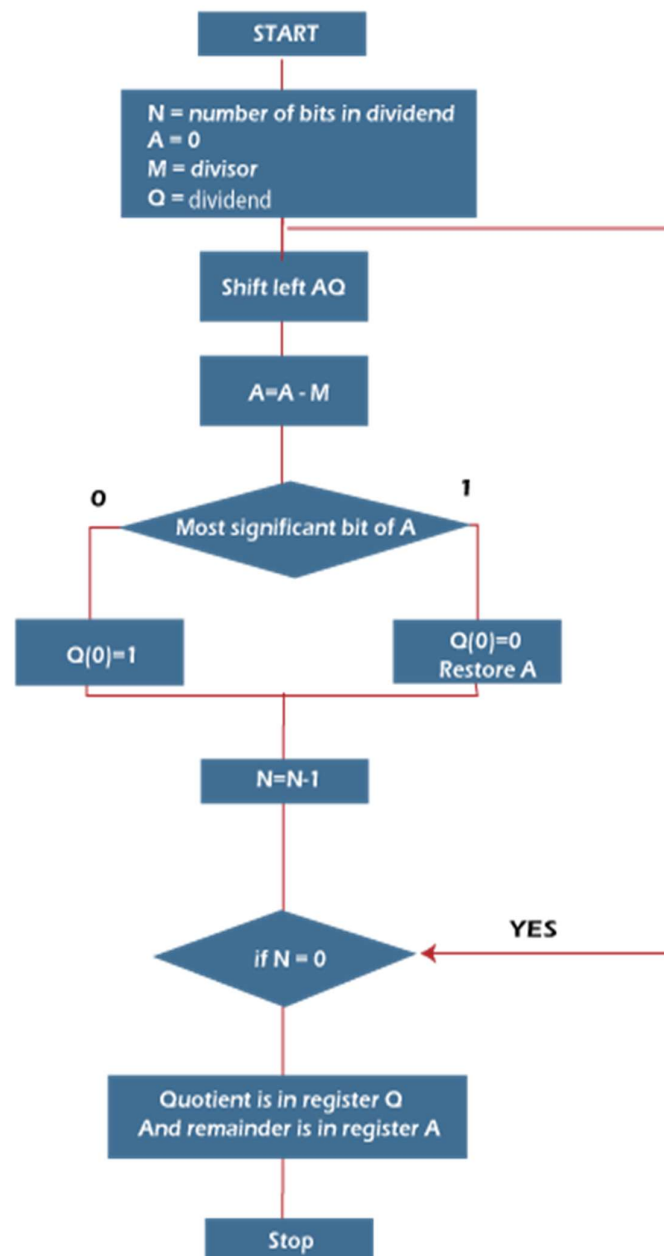 START
N = number of bits in dividend
A = 0
M = divisor
Q = dividend
Shift left AQ
A=A - M
0
1
Most significant bit of A
Q(0)=1
Q(0)=0
Restore A
N=N-1
YES
if N = 0
Quotient is in register Q
And remainder is in register A
Stop